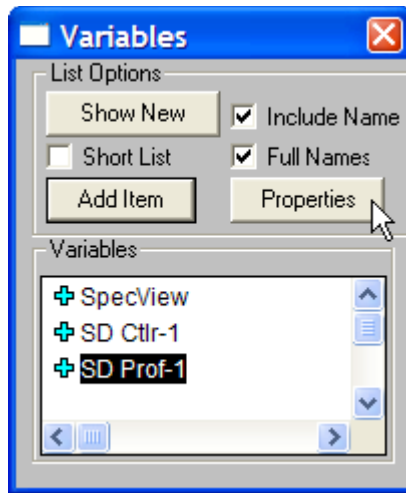 Variables
List Options
Show New
Include Name
Short List
Full Names
Add Item
Properties
Variables
SpecView
SD Ctlr-1
SD Prof-1